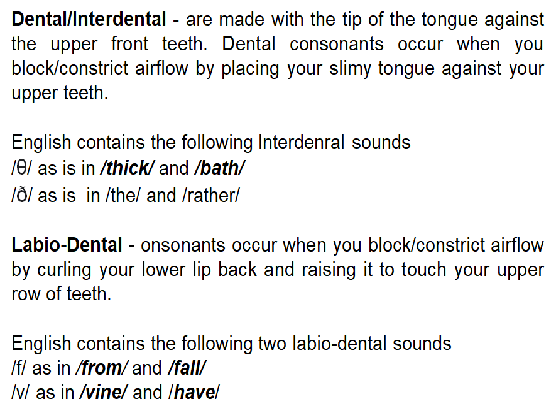 Dental/Interdental - are made with the tip of the tongue against
the upper front teeth. Dental consonants occur when you
block/constrict airflow by placing your slimy tongue against your
upper teeth.
English contains the following Interdenral sounds
/θ/ as is in /thick/ and /bath/
/ð/ as is in /the/ and /rather/
Labio-Dental - onsonants occur when you block/constrict airflow
by curling your lower lip back and raising it to touch your upper
row of teeth.
English contains the following two labio-dental sounds
/f/ as in /from/ and /fall/
/v/ as in /vine/ and /have/